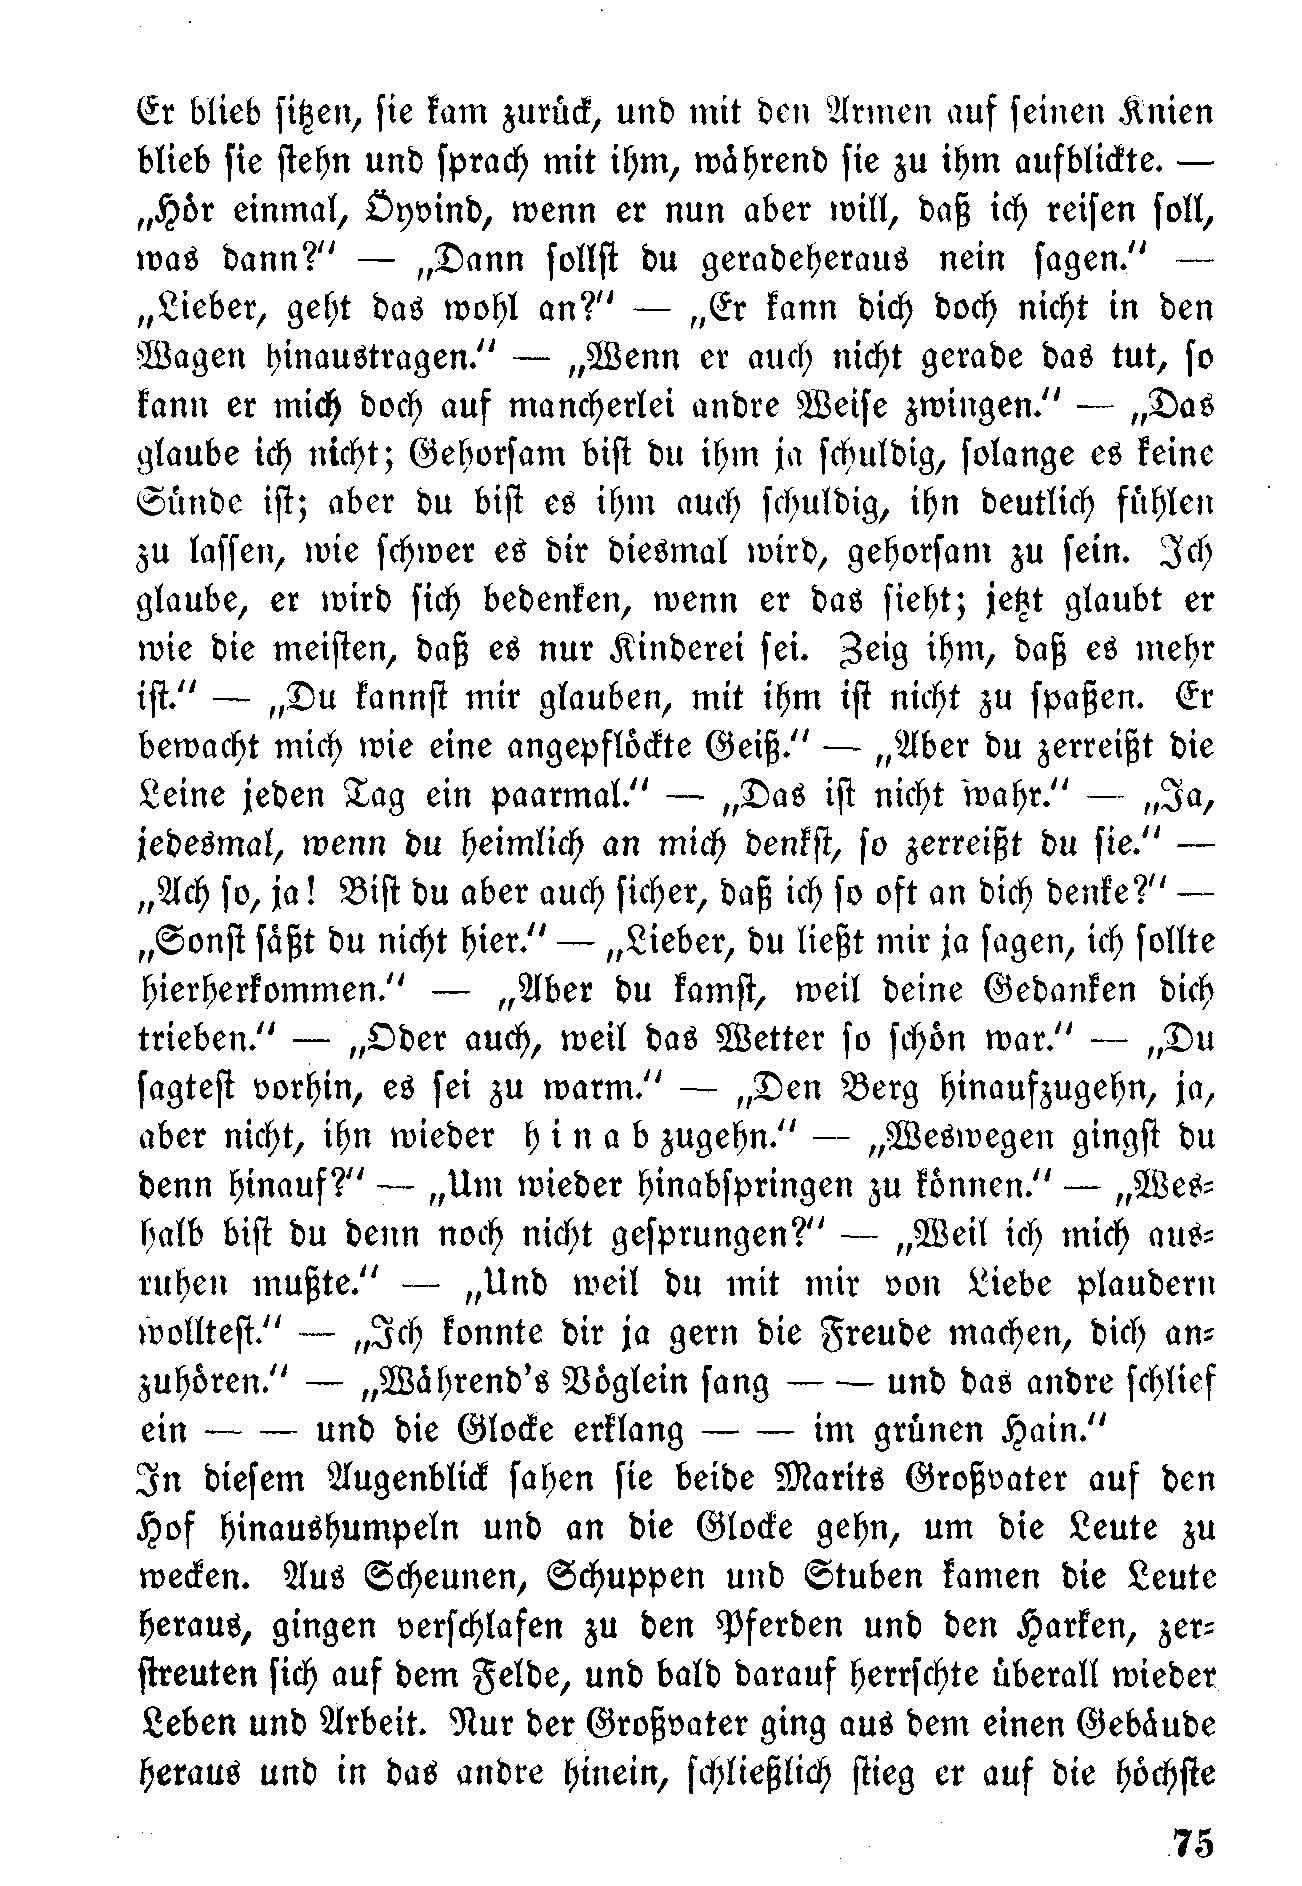 Er blieb sitzen, sie kam zurück, und mit den Armen auf seinen Knien
blieb sie stehn und sprach mit ihm, während sie zu ihm aufblickte. —
„Hör einmal, Öyvind, wenn er nun aber will, daß ich reisen soll,
was dann?“ — „Dann sollst du geradeheraus nein sagen.“ —
„Lieber, geht das wohl an?“ — „Er kann dich doch nicht in den
Wagen hinaustragen.“ — „Wenn er auch nicht gerade das tut, so
kann er mich doch auf mancherlei andre Weise zwingen.“ — „Das
glaube ich nicht; Gehorsam bist du ihm ja schuldig, solange es keine
Sünde ist; aber du bist es ihm auch schuldig, ihn deutlich fühlen
zu lassen, wie schwer es dir diesmal wird, gehorsam zu sein. Ich
glaube, er wird sich bedenken, wenn er das sieht; jetzt glaubt er
wie die meisten, daß es nur Kinderei sei. Zeig ihm, daß es mehr
ist.“ — „Du kannst mir glauben, mit ihm ist nicht zu spaßen. Er
bewacht mich wie eine angepflöckte Geiß.“ — „Aber du zerreißt die
Leine jeden Tag ein paarmal.“ — „Das ist nicht wahr.“ — „Ja,
jedesmal, wenn du heimlich an mich denkst, so zerreißt du sie.“ —
„Ach so, ja! Bist du aber auch sicher, daß ich so oft an dich denke?“ —
„Sonst säßt du nicht hier.“ — „Lieber, du ließt mir ja sagen, ich sollte
hierherkommen.“ — „Aber du kamst, weil deine Gedanken dich
trieben.“ — „Oder auch, weil das Wetter so schön war.“ — „Du
sagtest vorhin, es sei zu warm.“ — „Den Berg hinaufzugehn, ja,
aber nicht, ihn wieder hinabzugehn.“ — „Weswegen gingst du
denn hinauf?“ — „Um wieder hinabspringen zu können.“ — „Wes-
halb bist du denn noch nicht gesprungen?“ — „Weil ich mich aus-
ruhen mußte.“ — „Und weil du mit mir von Liebe plaudern
wolltest.“ — „Ich konnte dir ja gern die Freude machen, dich an-
zuhören.“ — „Während's Vöglein sang — — und das andre schlief
ein — — und die Glocke erklang — — im grünen Hain.“
In diesem Augenblick sahen sie beide Marits Großvater auf den
Hof hinaushumpeln und an die Glocke gehn, um die Leute zu
wecken. Aus Scheunen, Schuppen und Stuben kamen die Leute
heraus, gingen verschlafen zu den Pferden und den Harken, zer-
streuten sich auf dem Felde, und bald darauf herrschte überall wieder
Leben und Arbeit. Nur der Großvater ging aus dem einen Gebäude
heraus und in das andre hinein, schließlich stieg er auf die höchste
75